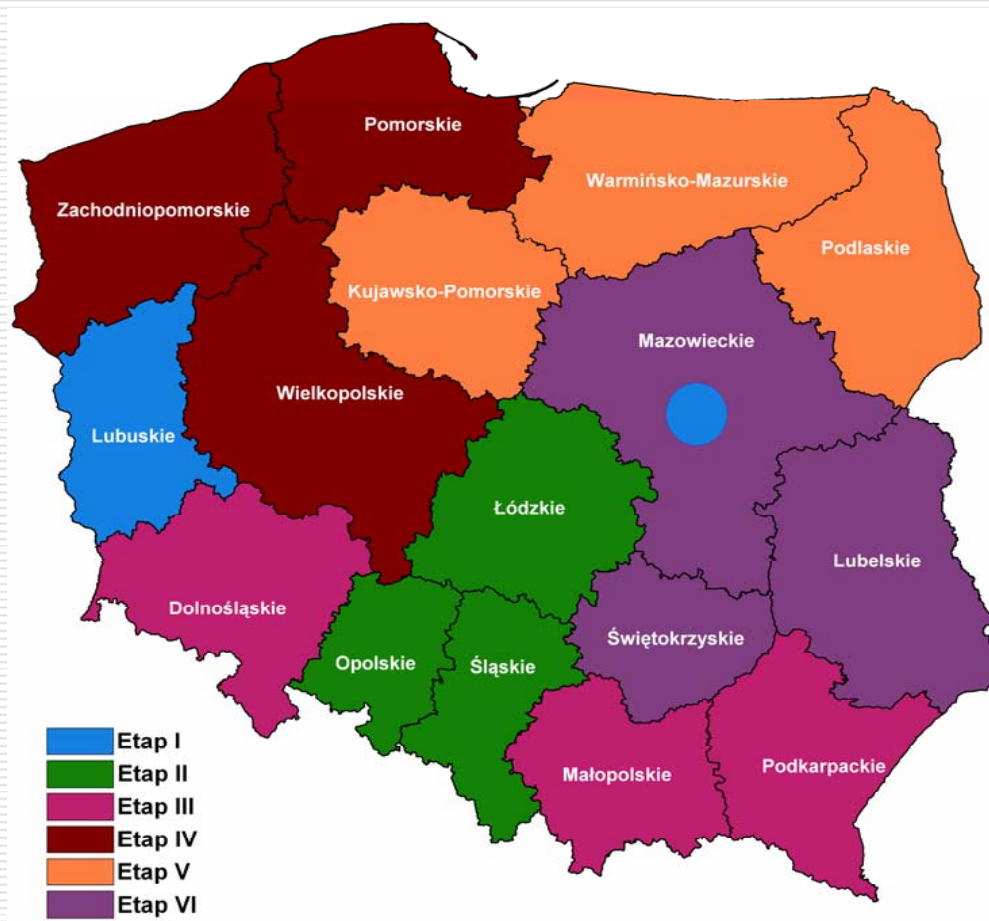 Pomorskie
Warmińsko-Mazurskie
Zachodniopomorskie
Podlaskie
Kujawsko-Pomorskie
Mazowieckie
Wielkopolskie
Lubuskie
Łódzkie
Lubelskie
Dolnośląskie
Świętokrzyskie
Opolskie
Śląskie
Małopolskie
Podkarpackie
Etap I
Etap II
Etap III
Etap IV
Etap V
Etap VI